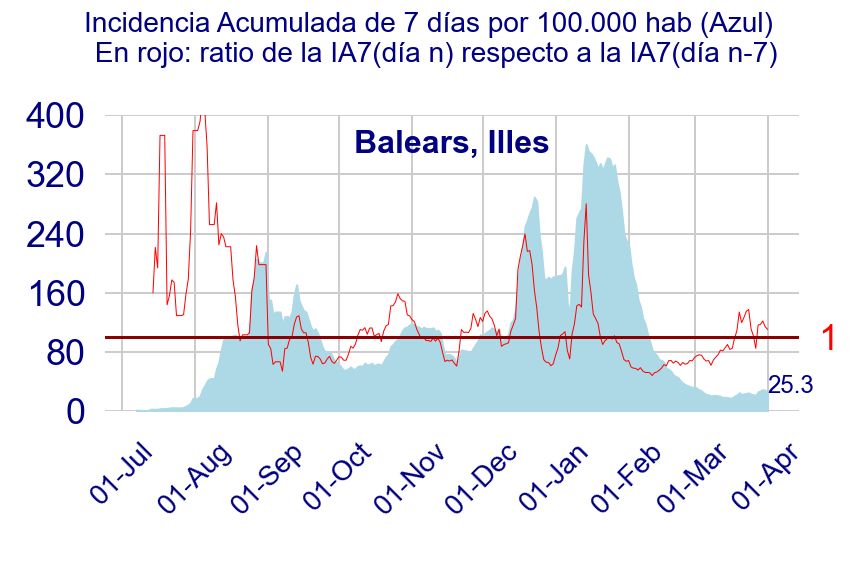 Incidencia Acumulada de 7 días por 100.000 hab (Azul)
En rojo: ratio de la IA7(día n) respecto a la IA7(día n-7)
Balears, Illes
400
320
240
160
80
0
1
25.3
01-Jul
01-Aug
01-Sep
01-Oct
01-Nov
01-Dec
01-Jan
01-Feb
01-Mar
01-Apr